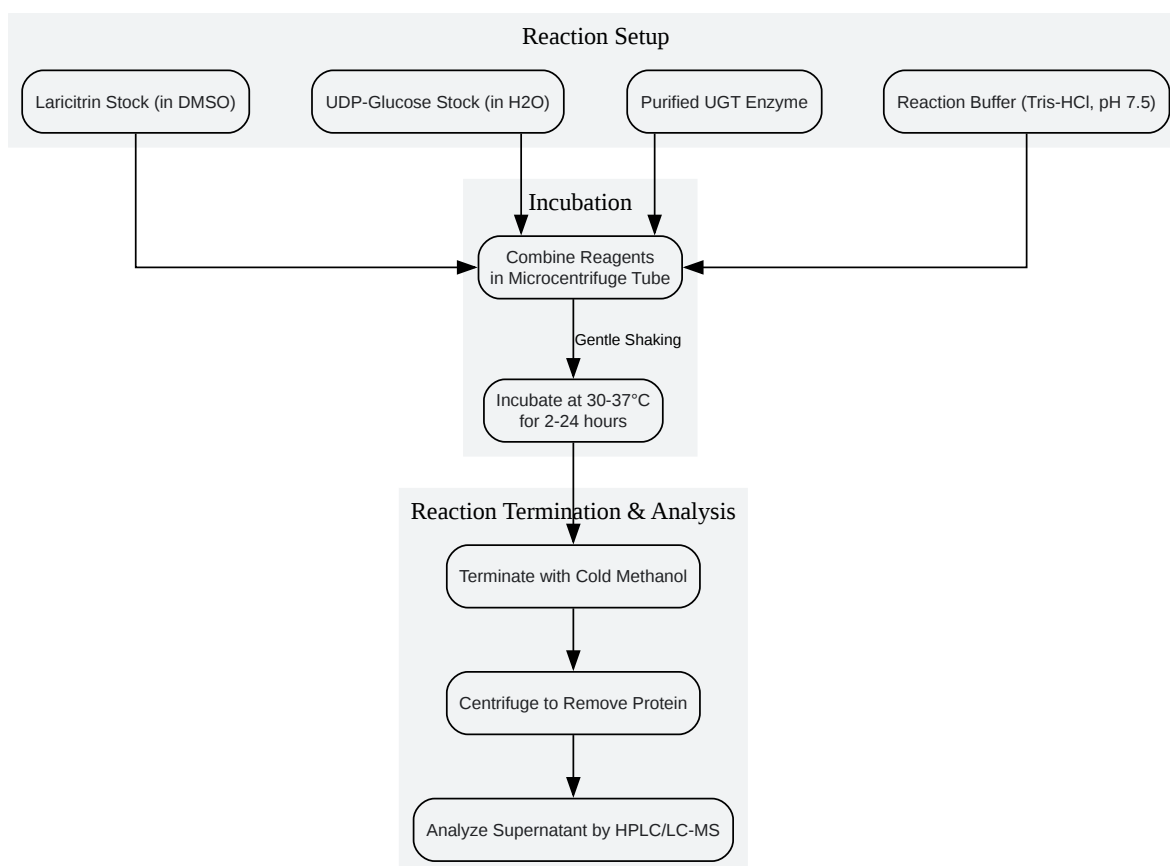 Reaction Setup
Laricitrin Stock (in DMSO)
UDP-Glucose Stock (in H2O)
Purified UGT Enzyme
Reaction Buffer (Tris-HCl, pH 7.5)
Incubation
Combine Reagents
in Microcentrifuge Tube
Gentle Shaking
Incubate at 30-37°C
for 2-24 hours
Reaction Termination & Analysis
Terminate with Cold Methanol
Centrifuge to Remove Protein
Analyze Supernatant by HPLC/LC-MS